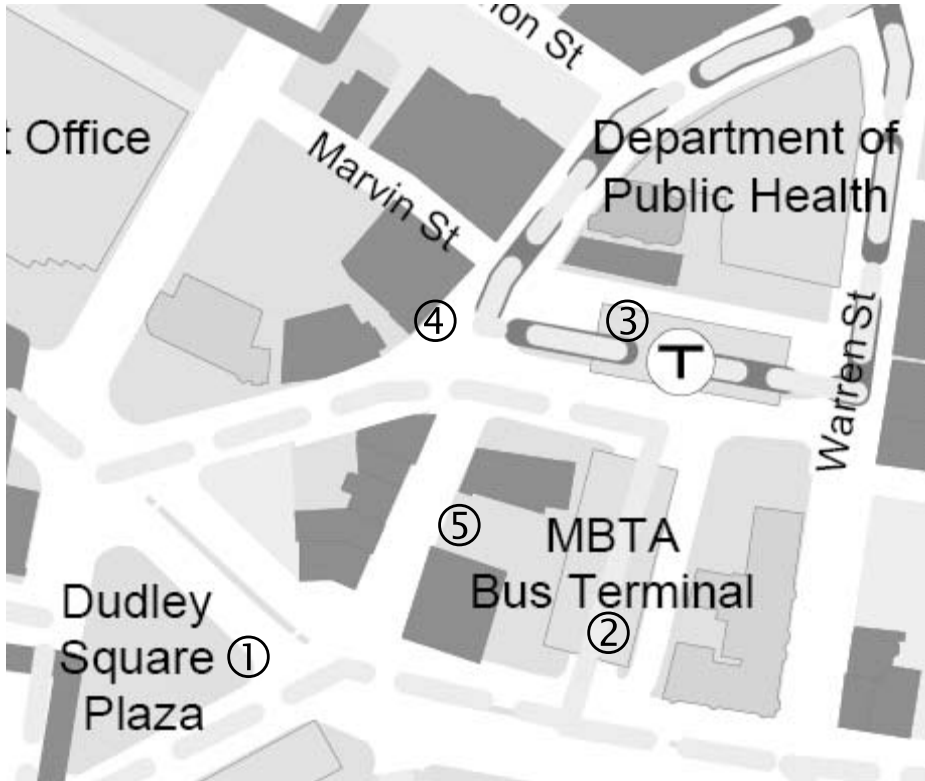 Office
Department of
Public Health
Marvin St
St
④
③
T
Warren St
⑤
MBTA
Bus Terminal
②
Dudley
Square ①
Plaza